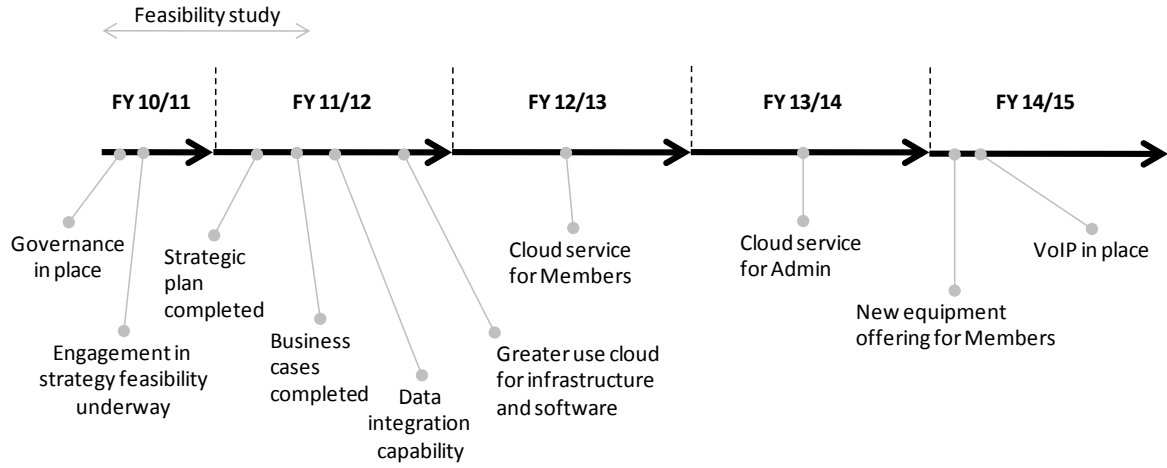 Feasibility study
FY 10/11
FY 11/12
FY 12/13
FY 13/14
FY 14/15
Governance
in place
Engagement in
strategy feasibility
underway
Strategic
plan
completed
Business
cases
completed
Data
integration
capability
Greater use cloud
for infrastructure
and software
Cloud service
for Members
Cloud service
for Admin
New equipment
offering for Members
VoIP in place